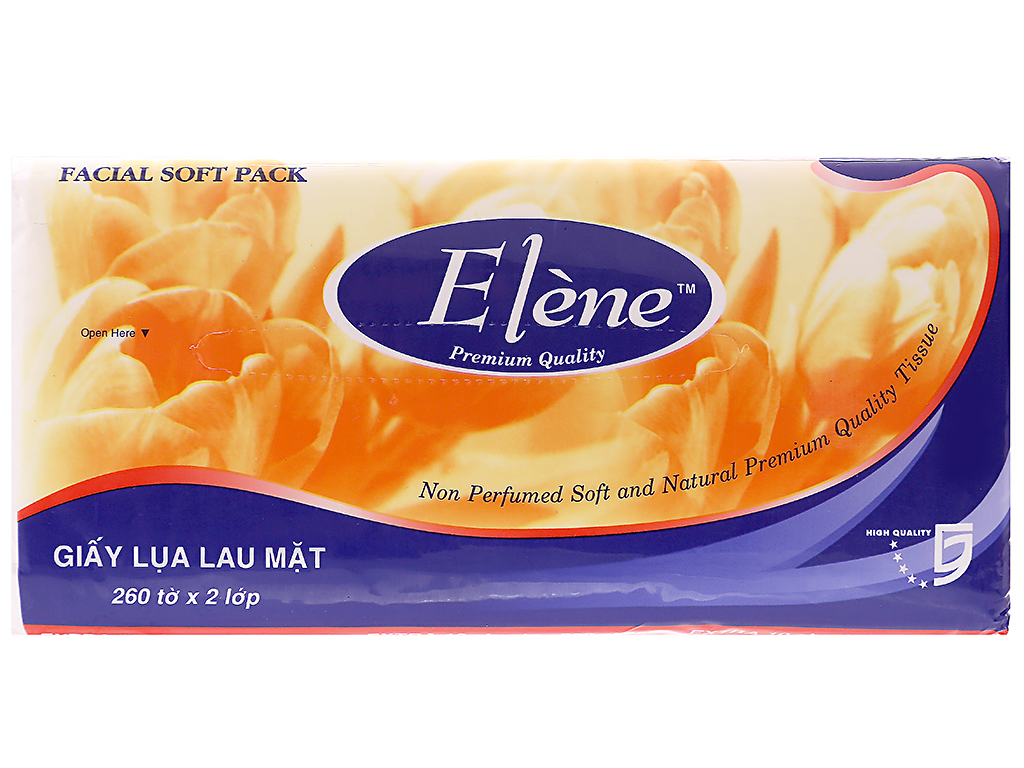 FACIAL SOFT PACK
Elène™
Premium Quality
Open Here ▼
Non Perfumed Soft and Natural Premium Quality Tissue
HIGH QUALITY
GIẤY LỤA LAU MẶT
260 tờ x 2 lớp